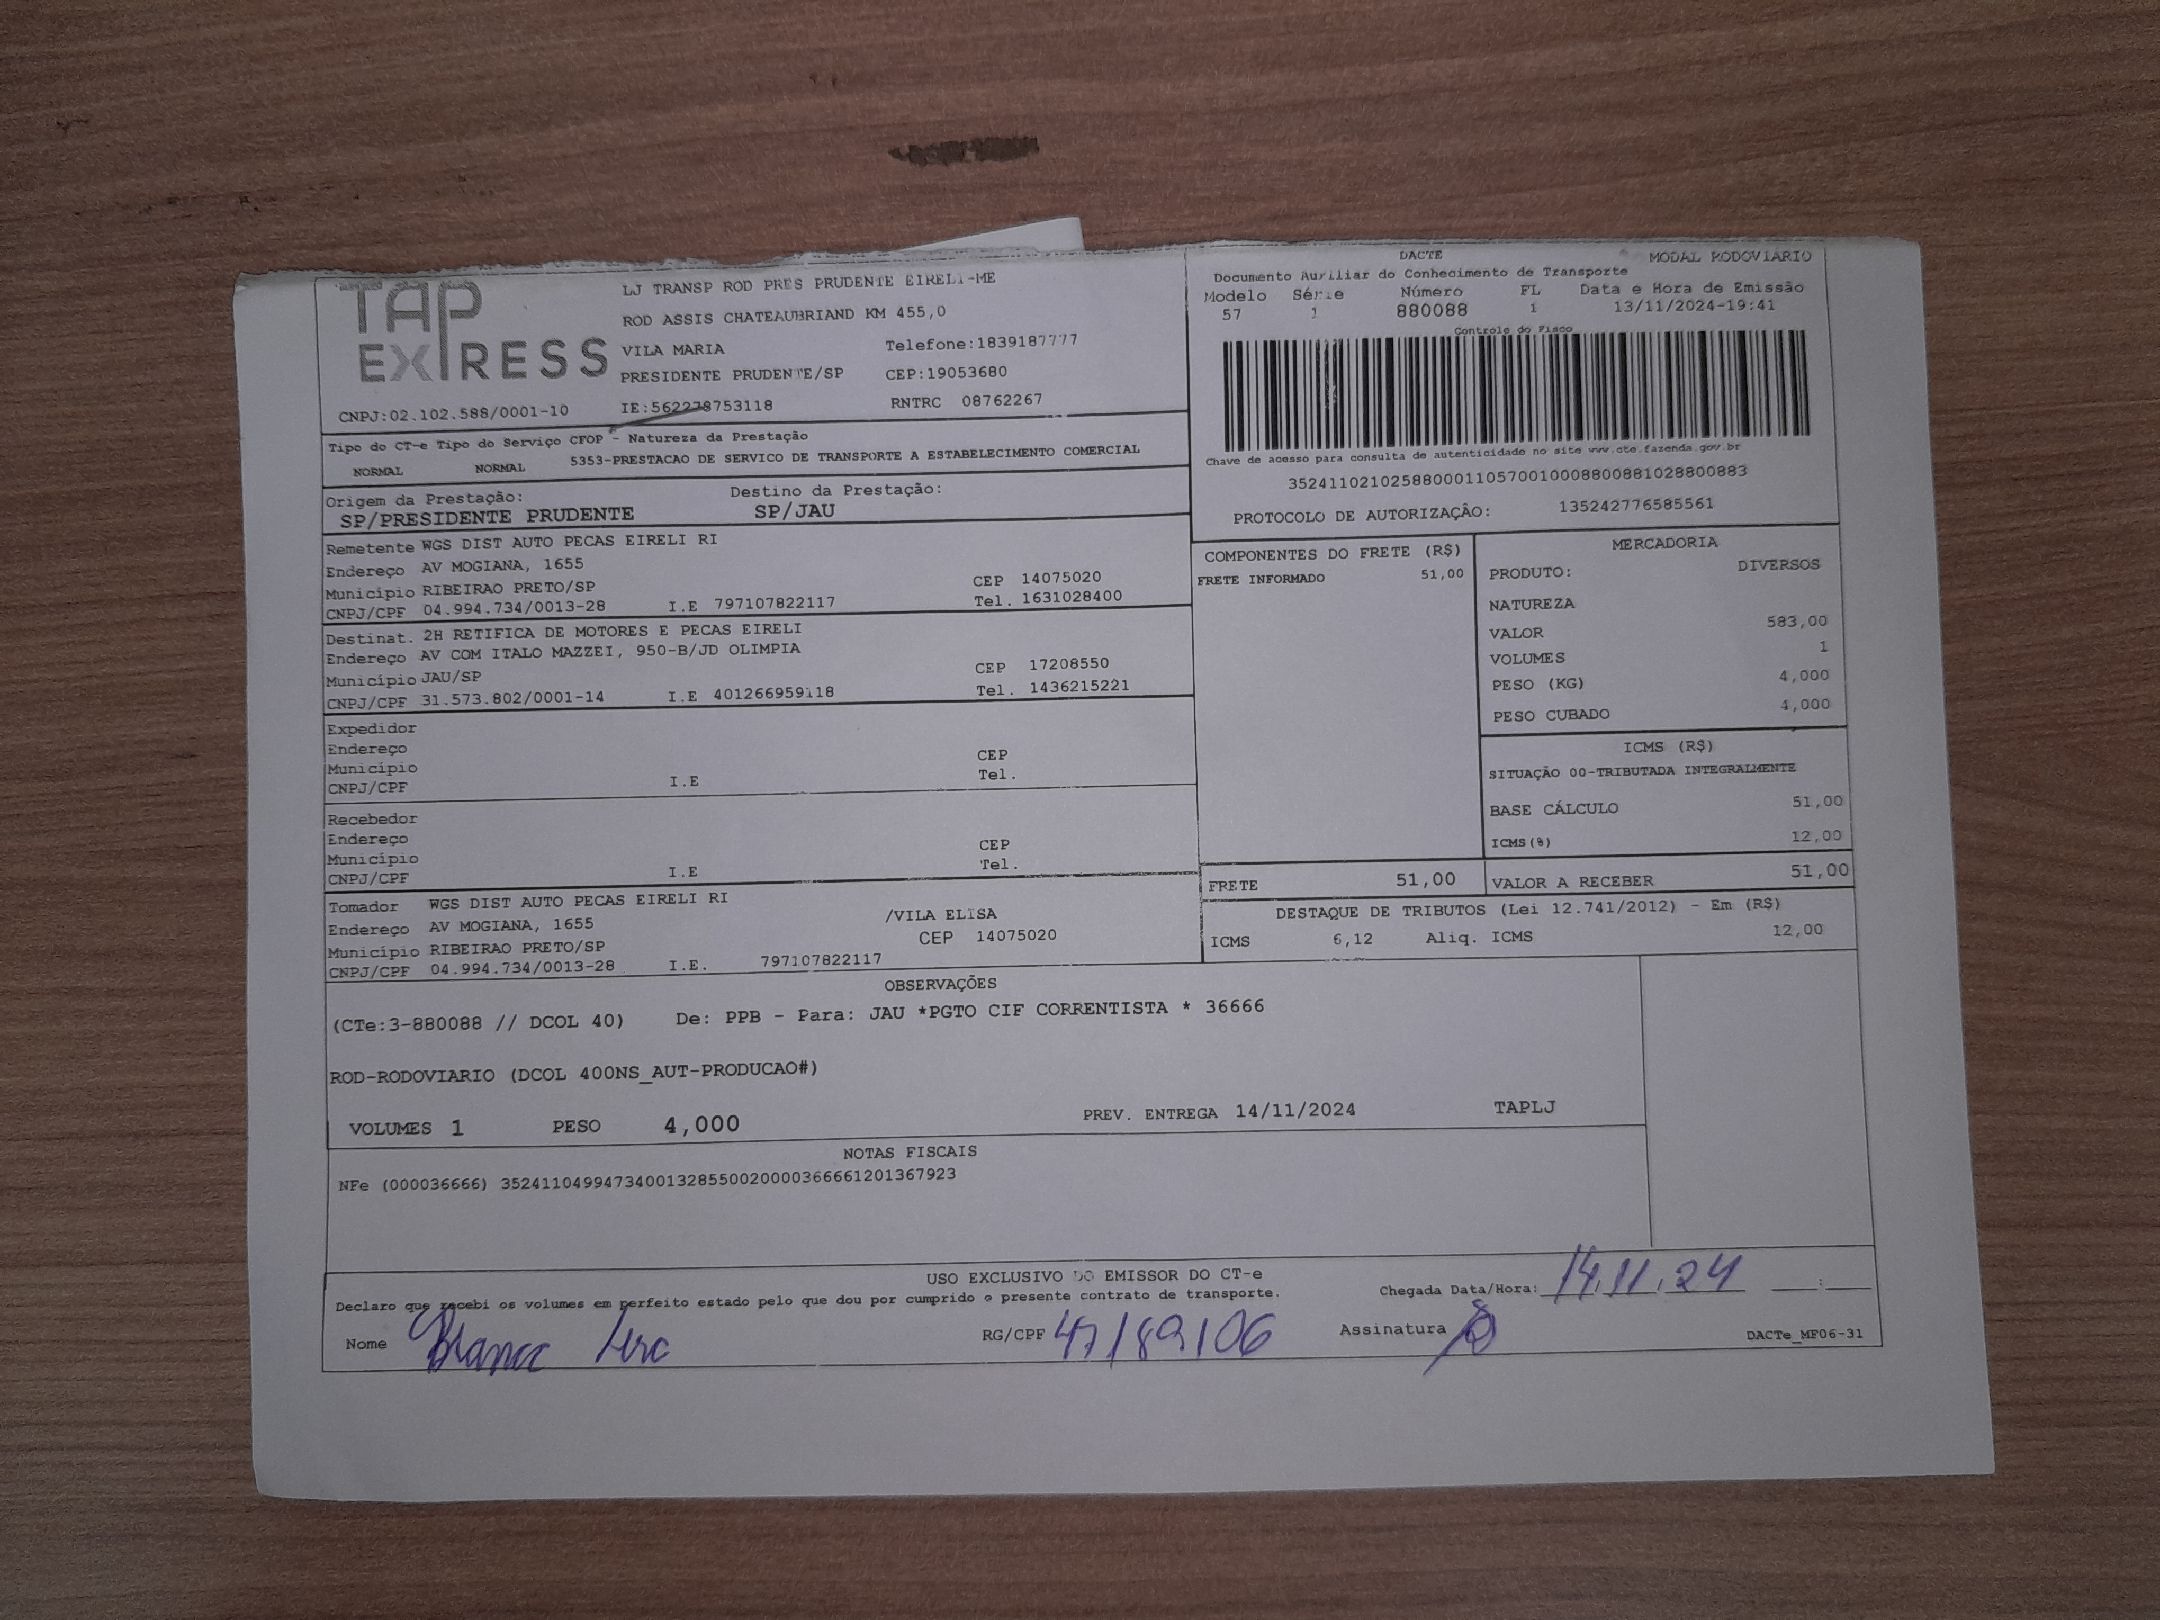 TAP
EXPRESS
LJ TRANSP ROD PRES PRUDENTE EIRELI-ME
ROD ASSIS CHATEAUBRIAND KM 455,0
VILA MARIA Telefone:1839187777
PRESIDENTE PRUDENTE/SP CEP:19053680
CNPJ:02.102.588/0001-10 IE:562278753118 RNTRC 08762267
Tipo do CT-e Tipo do Serviço CFOP - Natureza da Prestação
NORMAL NORMAL 5353-PRESTACAO DE SERVICO DE TRANSPORTE A ESTABELECIMENTO COMERCIAL
Origem da Prestação: Destino da Prestação:
SP/PRESIDENTE PRUDENTE SP/JAU
DACTE MODAL RODOVIARIO
Documento Auxiliar do Conhecimento de Transporte
Modelo Série Número FL Data e Hora de Emissão
57 1 880088 1 13/11/2024-19:41
Controle do Fisco
Chave de acesso para consulta de autenticidade no site www.cte.fazenda.gov.br
35241102102588000110570010008800881028800883
PROTOCOLO DE AUTORIZAÇÃO: 135242776585561
Remetente WGS DIST AUTO PECAS EIRELI RI
Endereço AV MOGIANA, 1655
Município RIBEIRAO PRETO/SP CEP 14075020
CNPJ/CPF 04.994.734/0013-28 I.E 797107822117 Tel. 1631028400
Destinat. 2H RETIFICA DE MOTORES E PECAS EIRELI
Endereço AV COM ITALO MAZZEI, 950-B/JD OLIMPIA
Município JAU/SP CEP 17208550
CNPJ/CPF 31.573.802/0001-14 I.E 401266959118 Tel. 1436215221
Expedidor
Endereço CEP
Município Tel.
CNPJ/CPF I.E
Recebedor
Endereço CEP
Município Tel.
CNPJ/CPF I.E
Tomador WGS DIST AUTO PECAS EIRELI RI
Endereço AV MOGIANA, 1655 /VILA ELISA
Município RIBEIRAO PRETO/SP CEP 14075020
CNPJ/CPF 04.994.734/0013-28 I.E. 797107822117
COMPONENTES DO FRETE (R$)
FRETE INFORMADO 51,00
MERCADORIA
PRODUTO: DIVERSOS
NATUREZA
VALOR 583,00
VOLUMES 1
PESO (KG) 4,000
PESO CUBADO 4,000
ICMS (R$)
SITUAÇÃO 00-TRIBUTADA INTEGRALMENTE
BASE CÁLCULO 51,00
ICMS(%) 12,00
FRETE 51,00 VALOR A RECEBER 51,00
DESTAQUE DE TRIBUTOS (Lei 12.741/2012) - Em (R$)
ICMS 6,12 Aliq. ICMS 12,00
OBSERVAÇÕES
(CTe:3-880088 // DCOL 40) De: PPB - Para: JAU *PGTO CIF CORRENTISTA * 36666
ROD-RODOVIARIO (DCOL 400NS_AUT-PRODUCAO#)
VOLUMES 1 PESO 4,000 PREV. ENTREGA 14/11/2024 TAPLJ
NOTAS FISCAIS
NFe (000036666) 35241104994734001328550020000366661201367923
USO EXCLUSIVO DO EMISSOR DO CT-e
Declaro que recebi os volumes em perfeito estado pelo que dou por cumprido o presente contrato de transporte.
Chegada Data/Hora: 14.11.24 :
Nome RG/CPF 47189106 Assinatura
DACTe_MF06-31